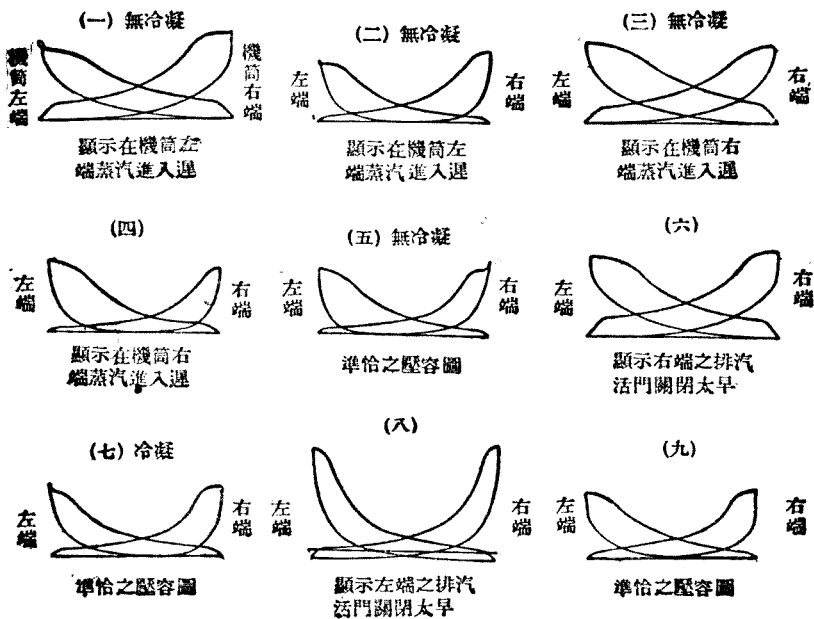 (一) 無冷凝
機筒左端
機筒右端
顯示在機筒左
端蒸汽進入遲
(二) 無冷凝
左端
右端
顯示在機筒左
端蒸汽進入遲
(三) 無冷凝
左端
右端
顯示在機筒右
端蒸汽進入遲
(四)
左端
右端
顯示在機筒右
端蒸汽進入遲
(五) 無冷凝
左端
右端
準恰之壓容圖
(六)
左端
右端
顯示右端之排汽
活門關閉太早
(七) 冷凝
左端
右端
準恰之壓容圖
(八)
左端
右端
顯示左端之排汽
活門關閉太早
(九)
左端
右端
準恰之壓容圖